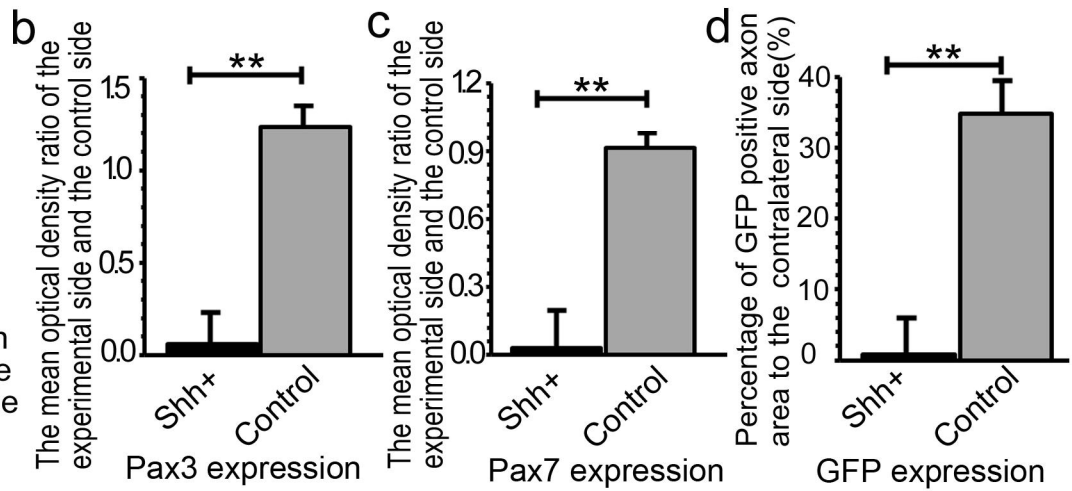 b
The mean optical density ratio of the
experimental side and the control side
**
1.5
1.0
0.5
0.0
Shh+
Control
Pax3 expression
c
The mean optical density ratio of the
experimental side and the control side
**
1.2
0.9
0.6
0.3
0.0
Shh+
Control
Pax7 expression
d
Percentage of GFP positive axon
area to the contralateral side(%)
**
40
30
20
10
0
Shh+
Control
GFP expression
n
e
e